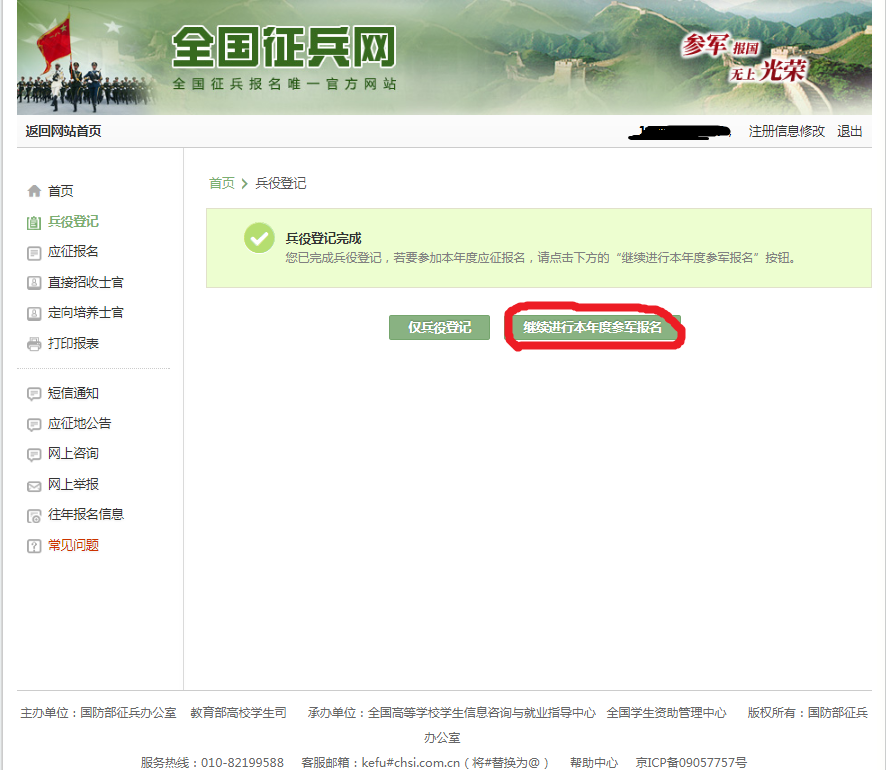 全国征兵网
全国征兵报名唯一官方网站
参军报国
无上光荣
返回网站首页
注册信息修改 退出
首页
兵役登记
应征报名
直接招收士官
定向培养士官
打印报表
短信通知
应征地公告
网上咨询
网上举报
往年报名信息
常见问题
首页 > 兵役登记
兵役登记完成
您已完成兵役登记，若要参加本年度应征报名，请点击下方的“继续进行本年度参军报名”按钮。
仅兵役登记 继续进行本年度参军报名
主办单位：国防部征兵办公室 教育部高校学生司 承办单位：全国高等学校学生信息咨询与就业指导中心 全国学生资助管理中心 版权所有：国防部征兵
办公室
服务热线：010-82199588 客服邮箱：kefu#chsi.com.cn（将#替换为@） 帮助中心 京ICP备09057757号